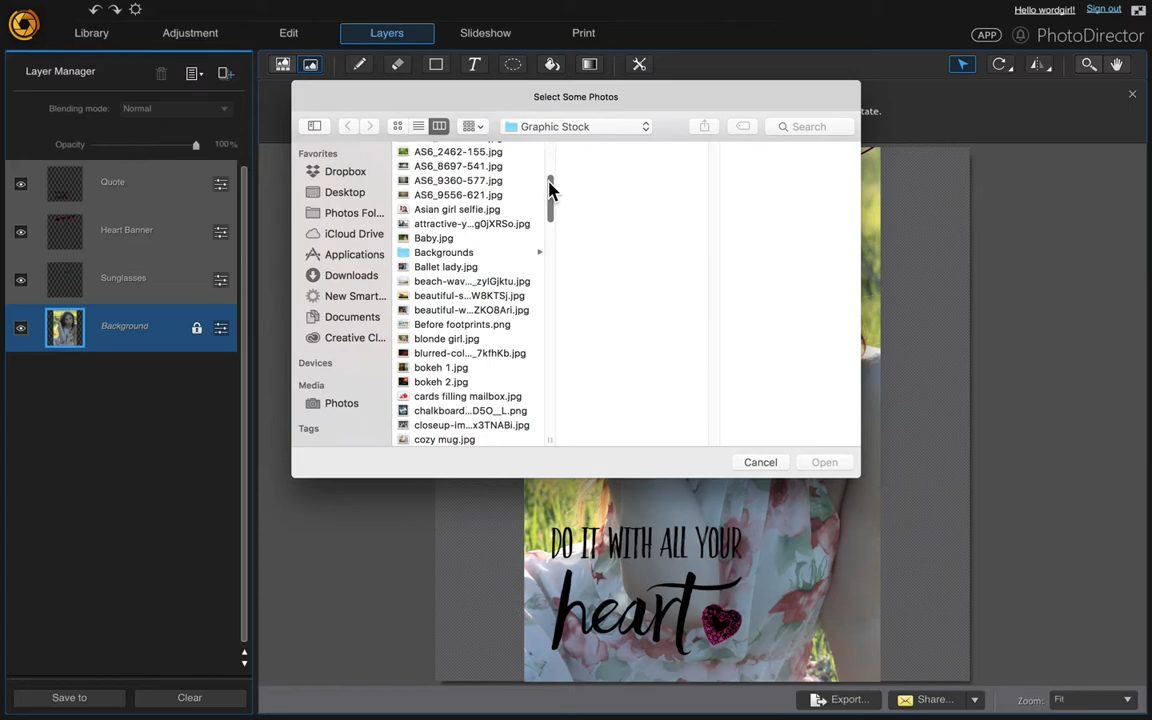 Hello wordgirl!
Sign out
Library
Adjustment
Edit
Layers
Slideshow
Print
APP
PhotoDirector
Layer Manager
Blending mode:
Normal
Opacity
100%
Quote
Heart Banner
Sunglasses
Background
Save to
Clear
T
tate.
Select Some Photos
Graphic Stock
Search
Favorites
Dropbox
Desktop
Photos Fol...
iCloud Drive
Applications
Downloads
New Smart...
Documents
Creative Cl...
Devices
Media
Photos
Tags
AS6_2462-155.jpg
AS6_8697-541.jpg
AS6_9360-577.jpg
AS6_9556-621.jpg
Asian girl selfie.jpg
attractive-y...g0jXRSo.jpg
Baby.jpg
Backgrounds
Ballet lady.jpg
beach-wav..._zylGjktu.jpg
beautiful-s...W8KTSj.jpg
beautiful-w...ZKO8Ari.jpg
Before footprints.png
blonde girl.jpg
blurred-col..._7kfhKb.jpg
bokeh 1.jpg
bokeh 2.jpg
cards filling mailbox.jpg
chalkboard...D5O__L.png
closeup-im...x3TNABi.jpg
cozy mug.jpg
Cancel
Open
DO IT WITH ALL YOUR
heart
Export...
Share...
Zoom:
Fit